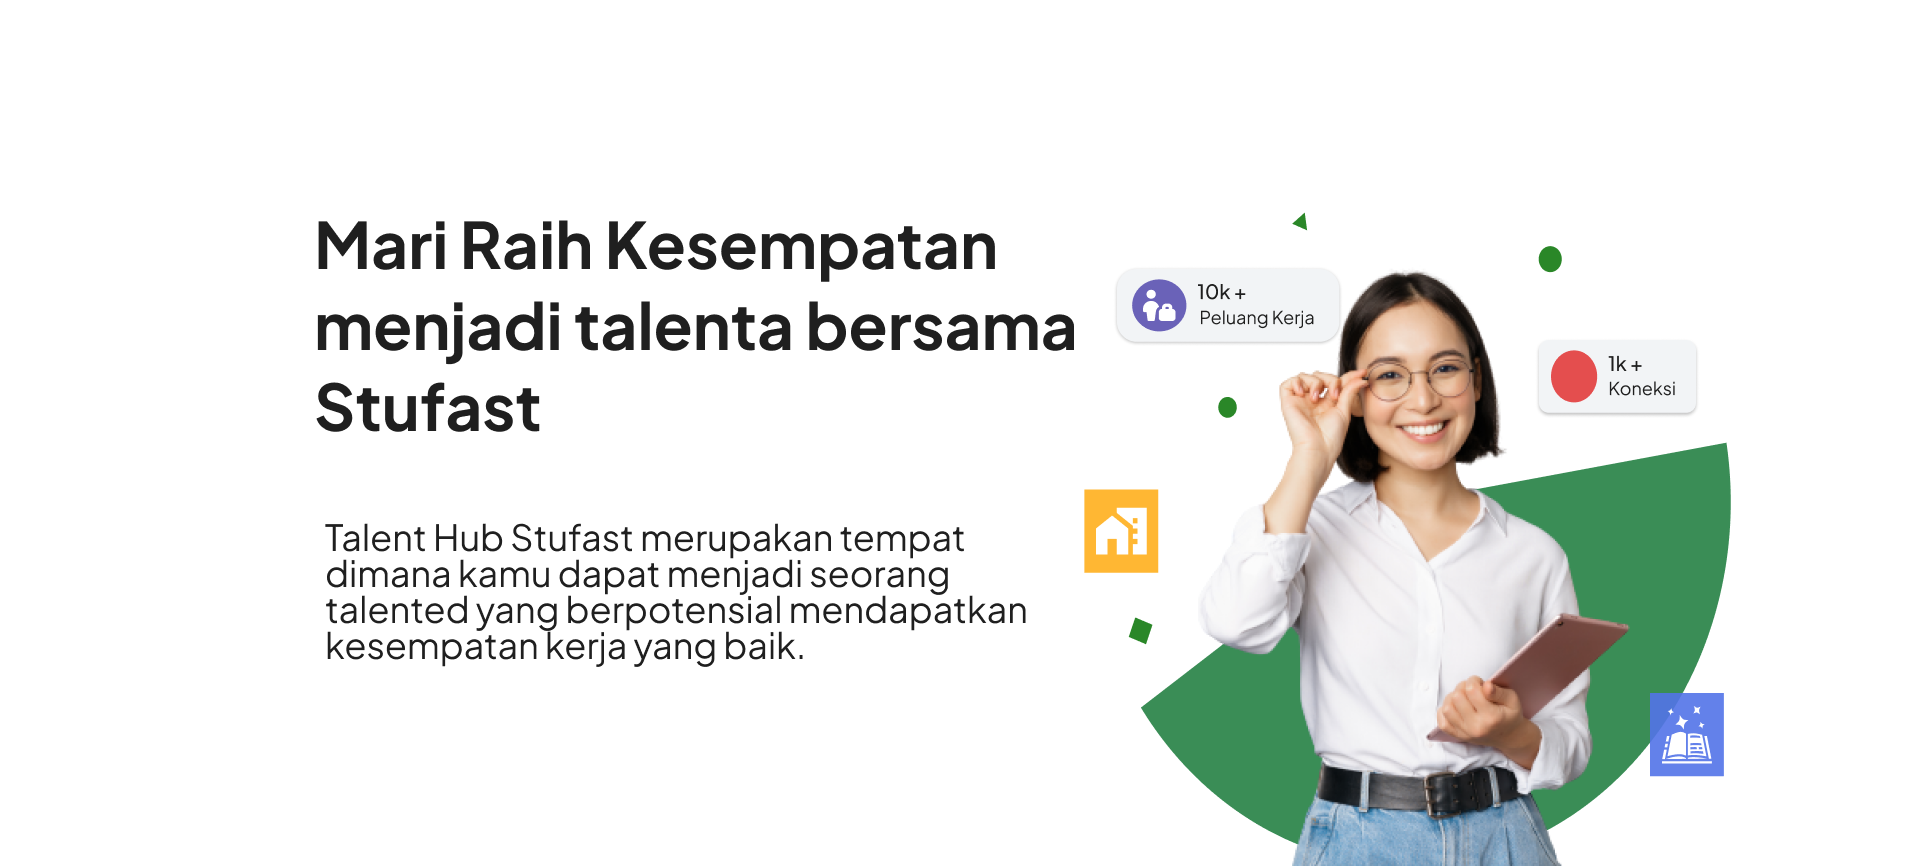 Mari Raih Kesempatan
menjadi talenta bersama
Stufast
Talent Hub Stufast merupakan tempat
dimana kamu dapat menjadi seorang
talented yang berpotensial mendapatkan
kesempatan kerja yang baik.
10k +
Peluang Kerja
1k +
Koneksi